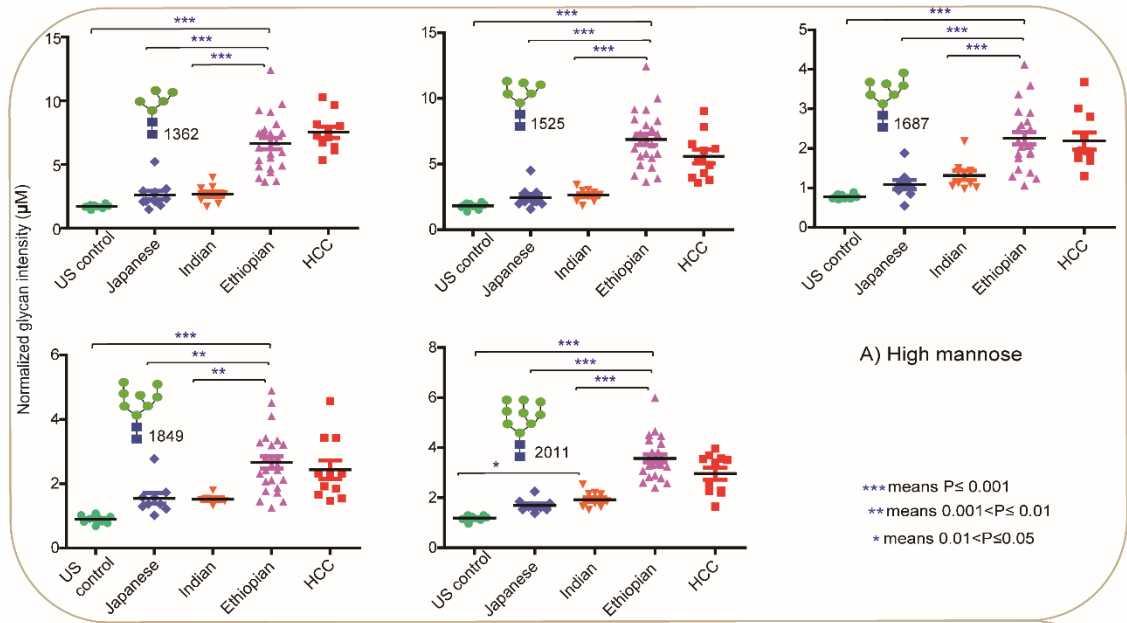 Normalized glycan intensity (µM)
***
***
***
15
10
5
0
1362
US control
Japanese
Indian
Ethiopian
HCC
***
***
***
15
10
5
0
1525
US control
Japanese
Indian
Ethiopian
HCC
***
***
***
5
4
3
2
1
0
1687
US control
Japanese
Indian
Ethiopian
HCC
***
**
**
6
4
2
0
1849
US
control
Japanese
Indian
Ethiopian
HCC
***
***
***
*
8
6
4
2
0
2011
US control
Japanese
Indian
Ethiopian
HCC
A) High mannose
*** means P≤ 0.001
** means 0.001<P≤ 0.01
* means 0.01<P≤0.05